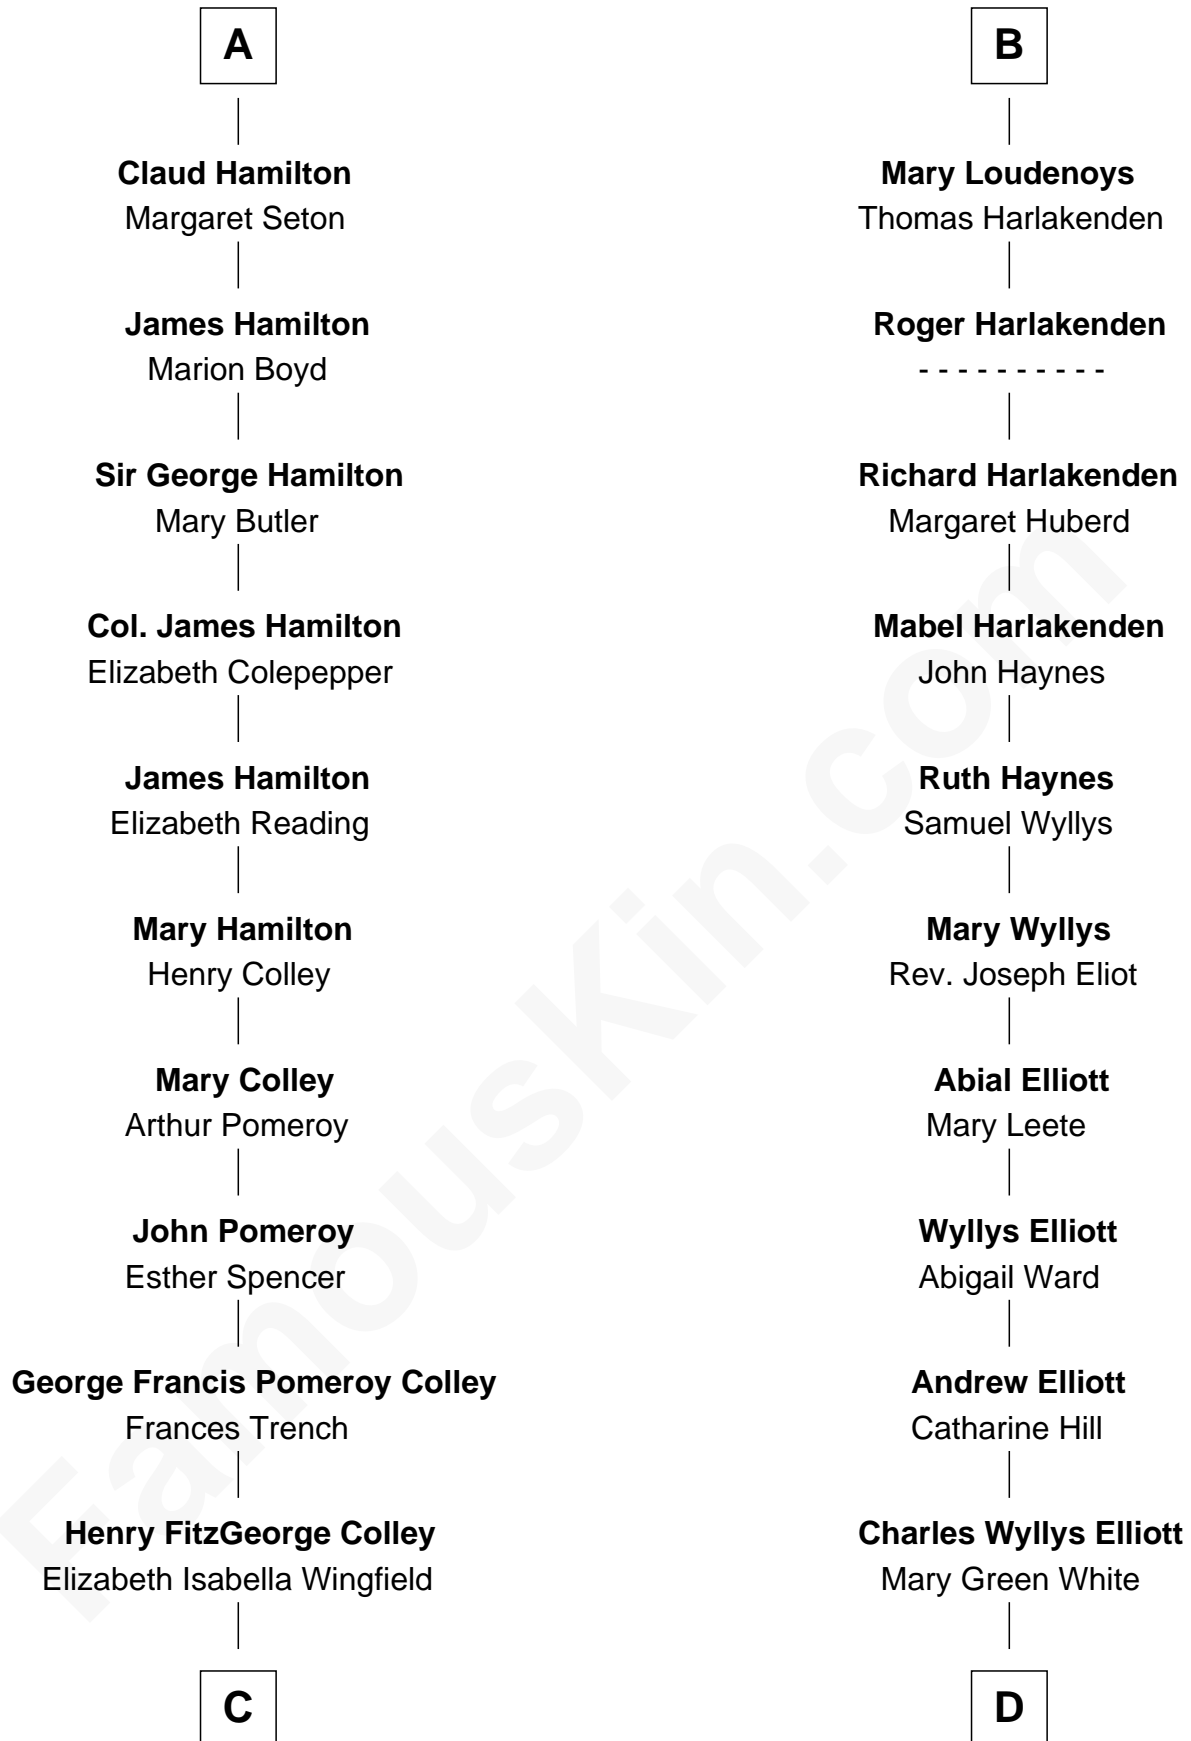 A
Claud Hamilton
Margaret Seton
James Hamilton
Marion Boyd
Sir George Hamilton
Mary Butler
Col. James Hamilton
Elizabeth Colepepper
James Hamilton
Elizabeth Reading
Mary Hamilton
Henry Colley
Mary Colley
Arthur Pomeroy
John Pomeroy
Esther Spencer
George Francis Pomeroy Colley
Frances Trench
Henry FitzGeorge Colley
Elizabeth Isabella Wingfield
C
B
Mary Loudenoys
Thomas Harlakenden
Roger Harlakenden
- - - - - - - - - -
Richard Harlakenden
Margaret Huberd
Mabel Harlakenden
John Haynes
Ruth Haynes
Samuel Wyllys
Mary Wyllys
Rev. Joseph Eliot
Abial Elliott
Mary Leete
Wyllys Elliott
Abigail Ward
Andrew Elliott
Catharine Hill
Charles Wyllys Elliott
Mary Green White
D
FamousKin.com